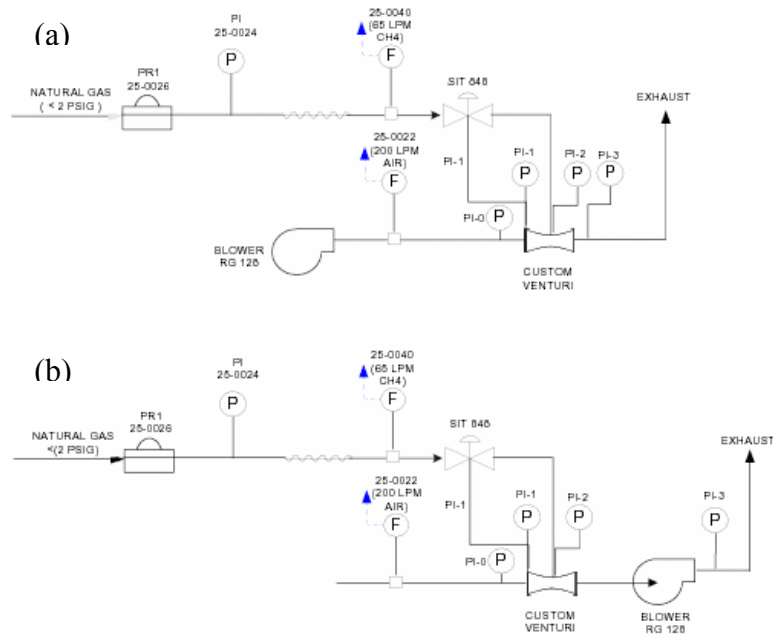 (a)
PI
25-0024
25-0040
(65 LPM
CH4)
P
F
PR1
25-0026
NATURAL GAS
( < 2 PSIG )
SIT 848
EXHAUST
25-0022
(200 LPM
AIR)
F
PI-1
PI-1
P
PI-2
P
PI-3
P
PI-0
P
BLOWER
RG 128
CUSTOM
VENTURI
(b)
PI
25-0024
25-0040
(65 LPM
CH4)
P
F
PR1
25-0026
NATURAL GAS
<(2 PSIG)
SIT 848
EXHAUST
25-0022
(200 LPM
AIR)
F
PI-1
PI-1
P
PI-2
P
PI-3
P
PI-0
P
CUSTOM
VENTURI
BLOWER
RG 128